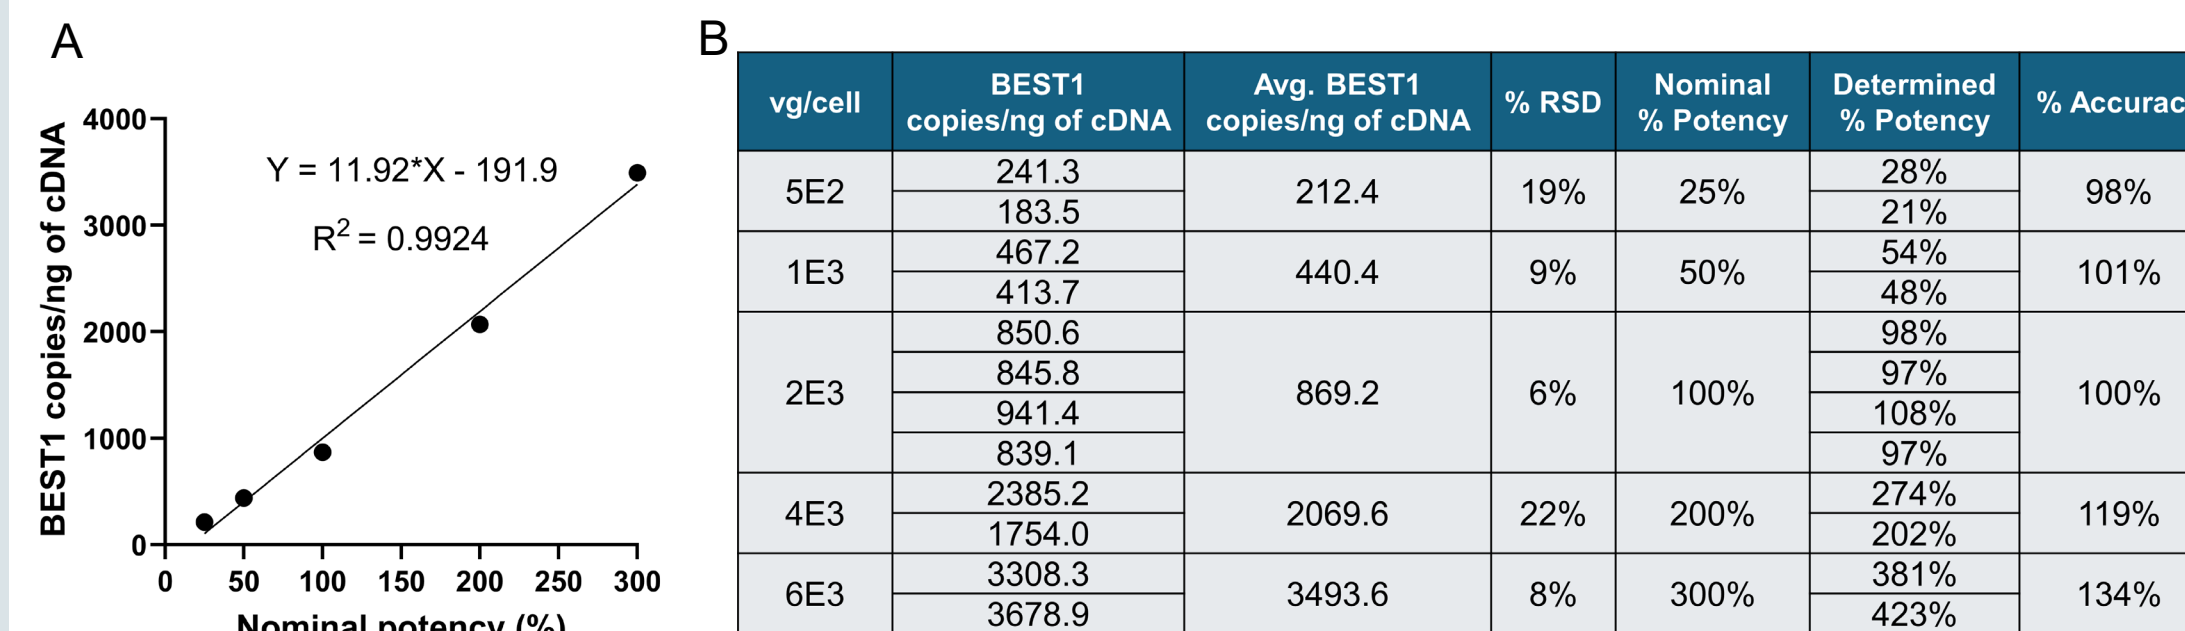 A
BEST1 copies/ng of cDNA
4000
3000
2000
1000
0
Y = 11.92*X - 191.9
R² = 0.9924
0 50 100 150 200 250 300
Nominal potency (%)
B
vg/cell BEST1 copies/ng of cDNA Avg. BEST1 copies/ng of cDNA % RSD Nominal % Potency Determined % Potency % Accurac
5E2 241.3 212.4 19% 25% 28% 98%
183.5 21%
1E3 467.2 440.4 9% 50% 54% 101%
413.7 48%
2E3 850.6 869.2 6% 100% 98% 100%
845.8 97%
941.4 108%
839.1 97%
4E3 2385.2 2069.6 22% 200% 274% 119%
1754.0 202%
6E3 3308.3 3493.6 8% 300% 381% 134%
3678.9 423%